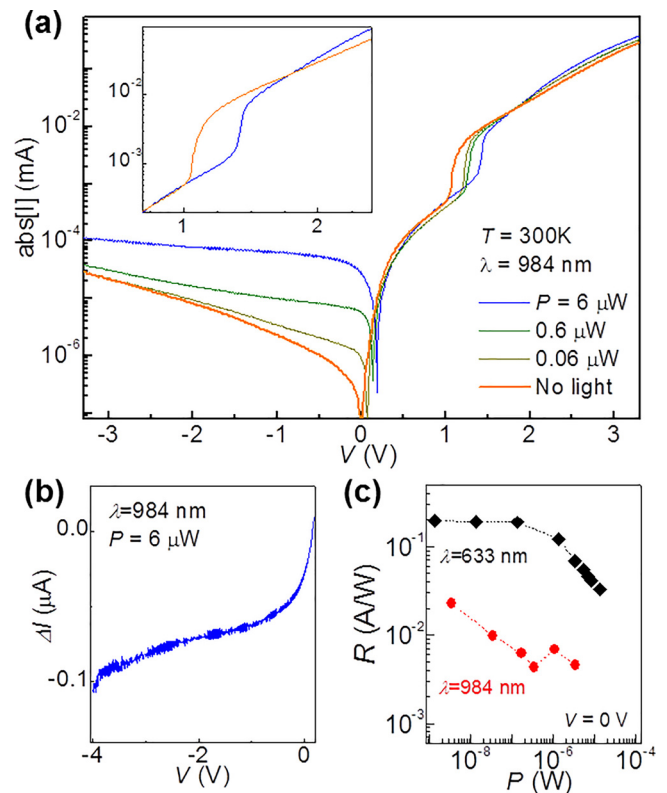 (a)
abs[I] (mA)
10⁻²
10⁻³
1
2
10⁻²
10⁻⁴
10⁻⁶
T = 300K
λ = 984 nm
P = 6 μW
0.6 μW
0.06 μW
No light
-3
-2
-1
0
1
2
3
V (V)
(b)
λ=984 nm
P = 6 μW
ΔI (μA)
0.0
-0.1
-4
-2
0
V (V)
(c)
R (A/W)
10⁻¹
10⁻²
10⁻³
λ=633 nm
λ=984 nm
V = 0 V
10⁻⁸
10⁻⁶
10⁻⁴
P (W)